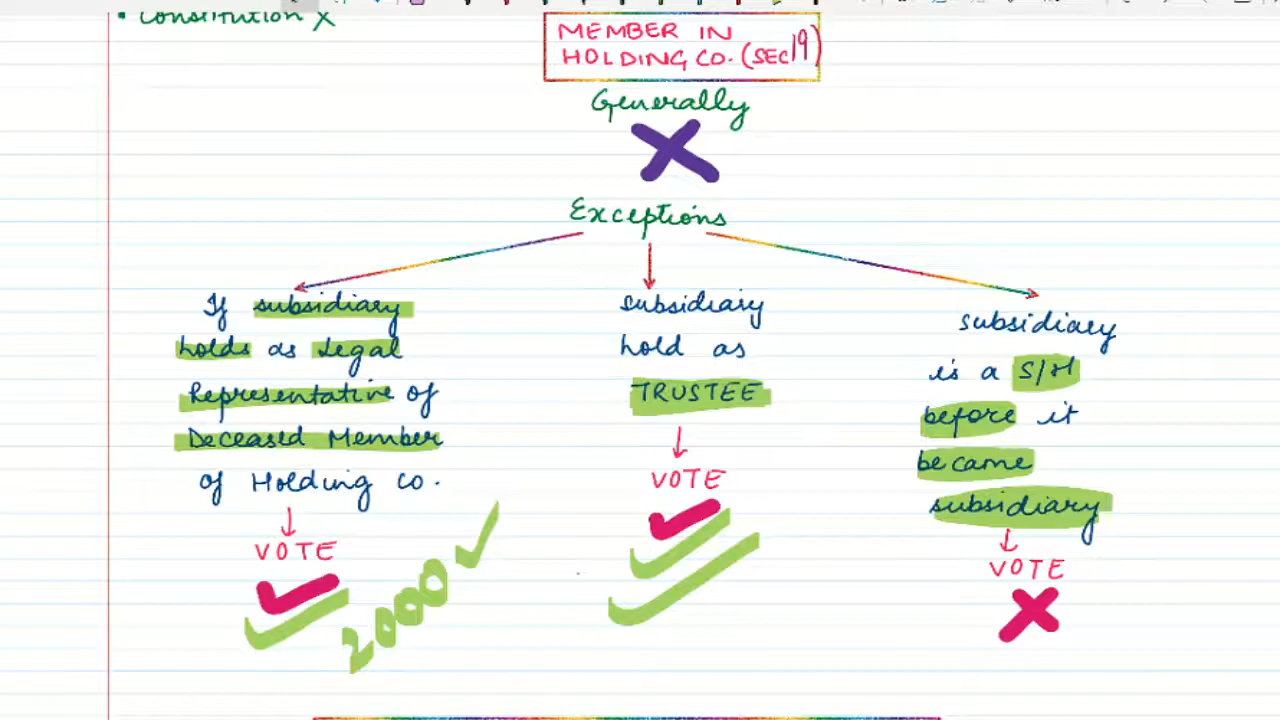 • Constitution X
MEMBER IN
HOLDING CO. (SEC 19)
Generally
Exceptions
If subsidiary
holds as Legal
Representative of
Deceased Member
of Holding co.
VOTE
2000
subsidiary
hold as
TRUSTEE
VOTE
subsidiary
is a S/H
before it
became
subsidiary
VOTE